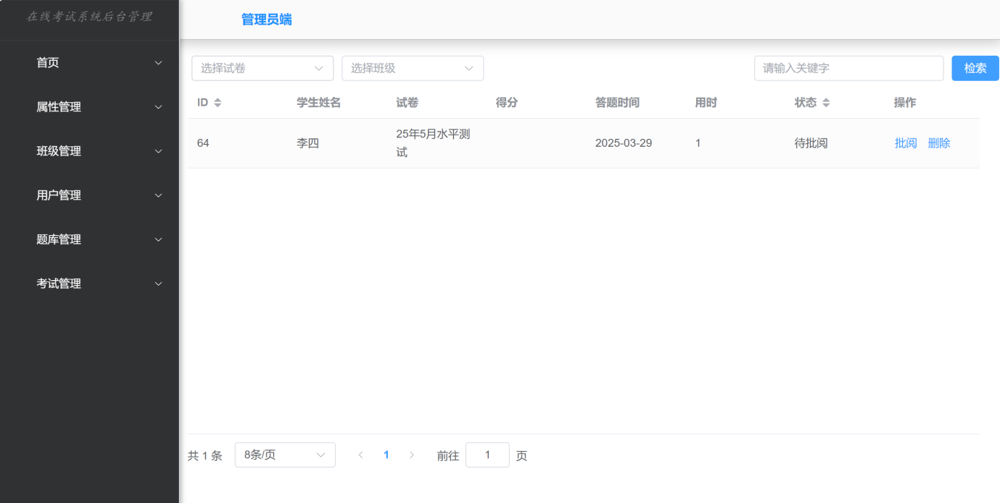 在线考试系统后台管理
管理员端
首页
属性管理
班级管理
用户管理
题库管理
考试管理
选择试卷 选择班级 请输入关键字 检索
ID 学生姓名 试卷 得分 答题时间 用时 状态 操作
64 李四 25年5月水平测 2025-03-29 1 待批阅 批阅 删除
试
共 1 条 8条/页 1 前往 1 页